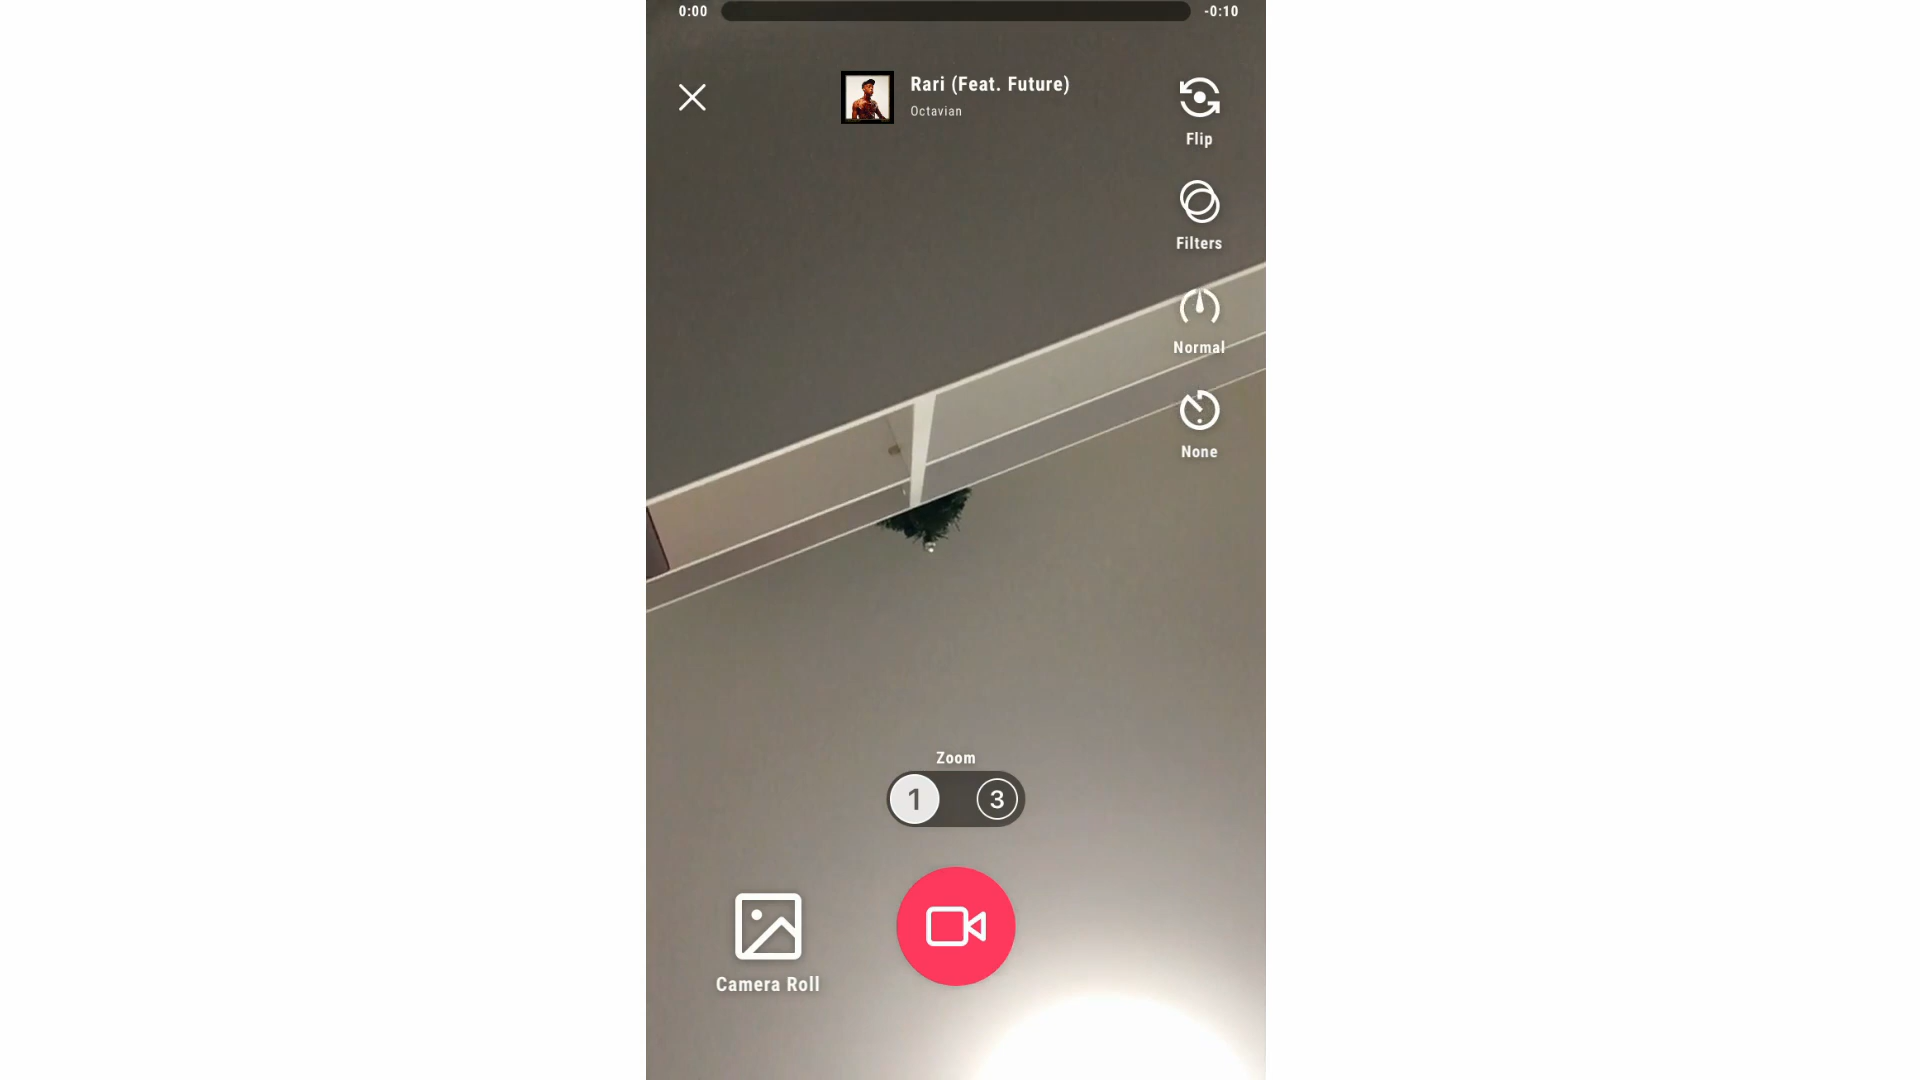 0:00
-0:10
Rari (Feat. Future)
Octavian
Flip
Filters
Normal
None
Zoom
1
3
Camera Roll